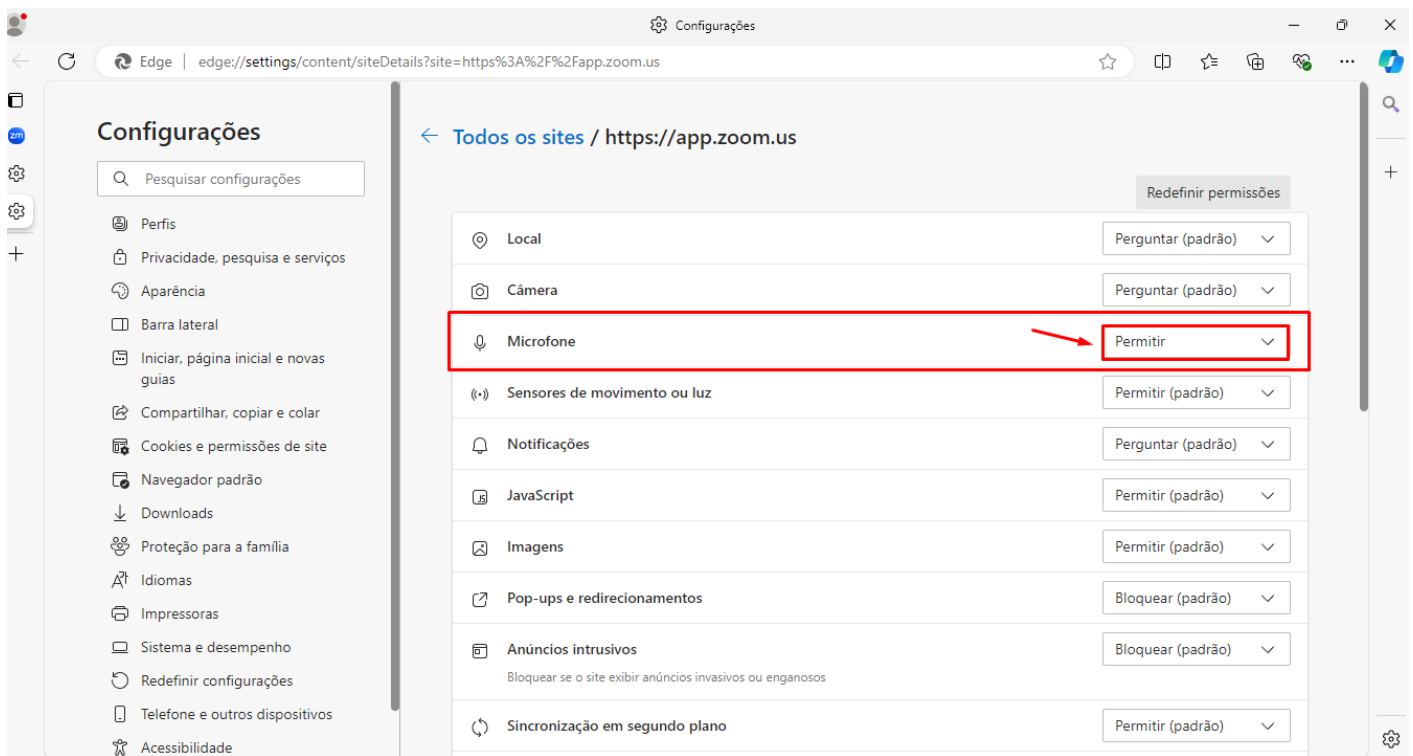 Configurações
Edge
edge://settings/content/siteDetails?site=https%3A%2F%2Fapp.zoom.us
zm
Configurações
Pesquisar configurações
Perfis
Privacidade, pesquisa e serviços
Aparência
Barra lateral
Iniciar, página inicial e novas
guias
Compartilhar, copiar e colar
Cookies e permissões de site
Navegador padrão
Downloads
Proteção para a família
Idiomas
Impressoras
Sistema e desempenho
Redefinir configurações
Telefone e outros dispositivos
Acessibilidade
Todos os sites / https://app.zoom.us
Redefinir permissões
Local Perguntar (padrão)
Câmera Perguntar (padrão)
Microfone Permitir
Sensores de movimento ou luz Permitir (padrão)
Notificações Perguntar (padrão)
JavaScript Permitir (padrão)
Imagens Permitir (padrão)
Pop-ups e redirecionamentos Bloquear (padrão)
Anúncios intrusivos Bloquear (padrão)
Bloquear se o site exibir anúncios invasivos ou enganosos
Sincronização em segundo plano Permitir (padrão)